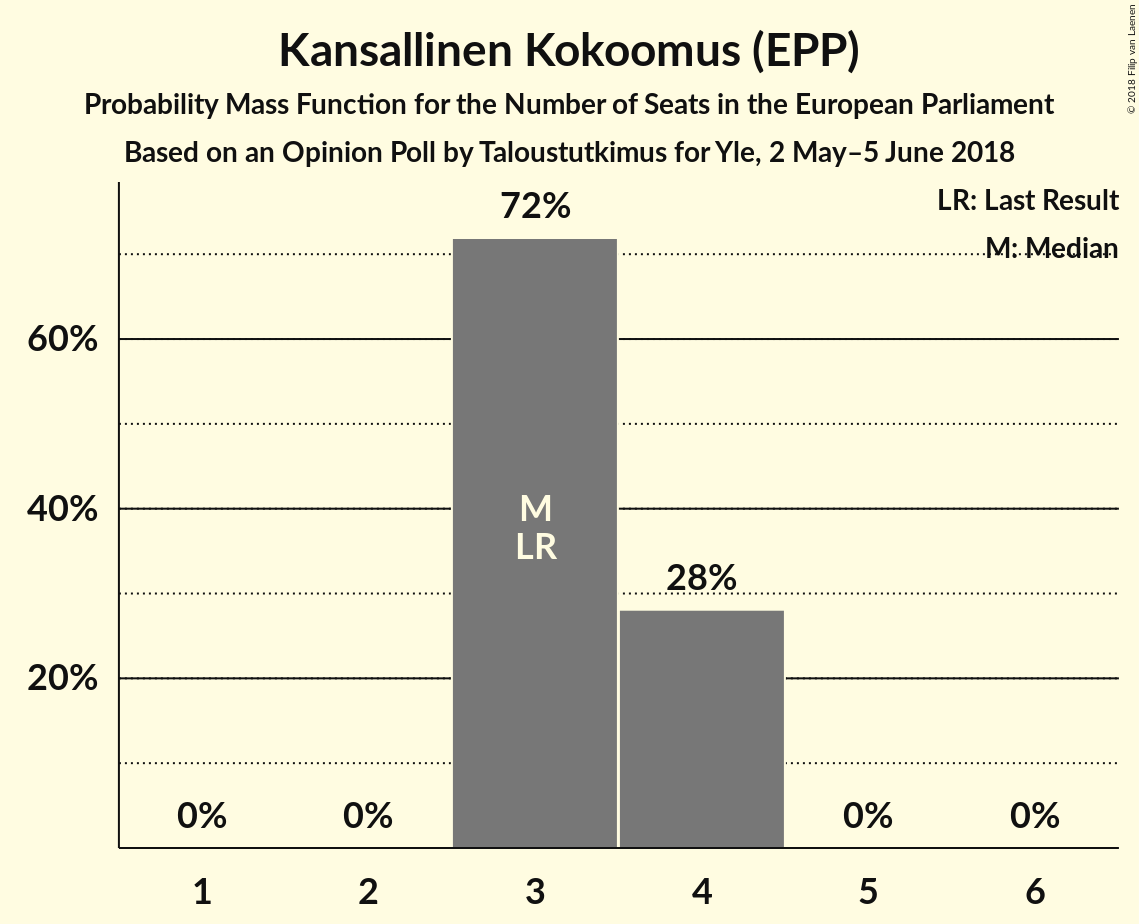 Kansallinen Kokoomus (EPP)
Probability Mass Function for the Number of Seats in the European Parliament
Based on an Opinion Poll by Taloustutkimus for Yle, 2 May–5 June 2018
© 2018 Filip van Laenen
LR: Last Result
M: Median
72%
60%
40%
M
LR
28%
20%
0% 0% 0% 0%
1 2 3 4 5 6